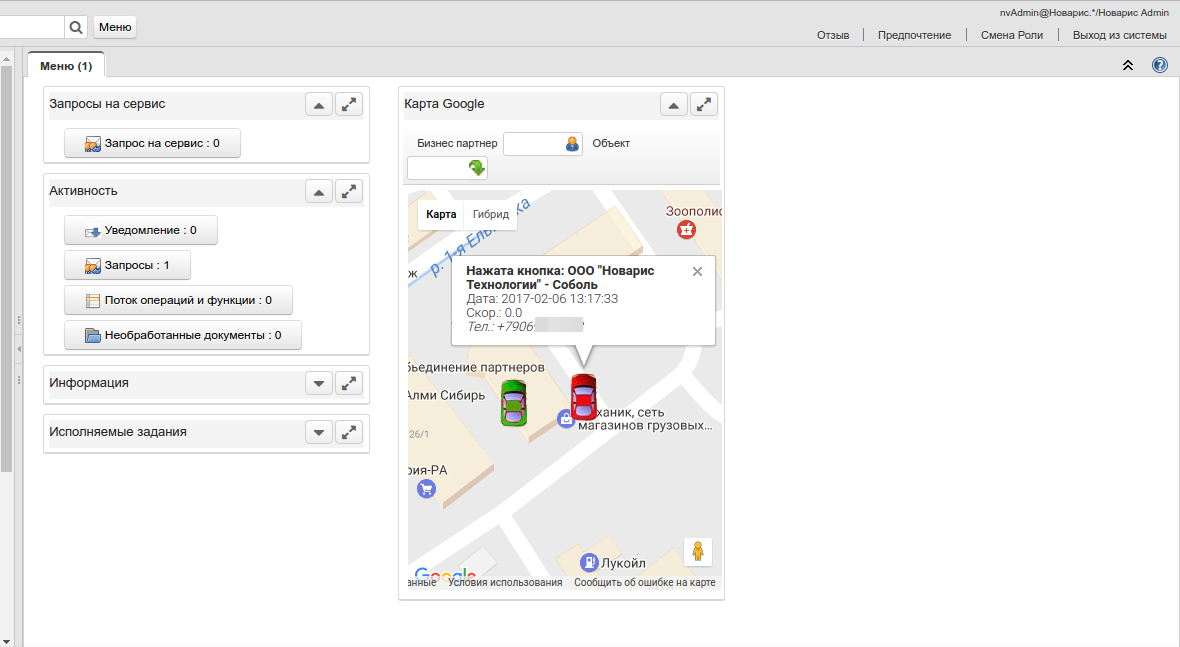 nvAdmin@Новарис.*/Новарис Admin
Меню
Отзыв
Предпочтение
Смена Роли
Выход из системы
Меню (1)
Запросы на сервис
Запрос на сервис : 0
Активность
Уведомление : 0
Запросы : 1
Поток операций и функции : 0
Необработанные документы : 0
Информация
Исполняемые задания
Карта Google
Бизнес партнер
Объект
Карта
Гибрид
р. 1-я
Зоополис
Нажата кнопка: ООО "Новарис
Технологии" - Соболь
Дата: 2017-02-06 13:17:33
Скор.: 0.0
Тел.: +7906
бъединение партнеров
Алми Сибирь
ханик, сеть
магазинов грузовых...
26/1
рия-РА
Лукойл
Google
анные
Условия использования
Сообщить об ошибке на карте